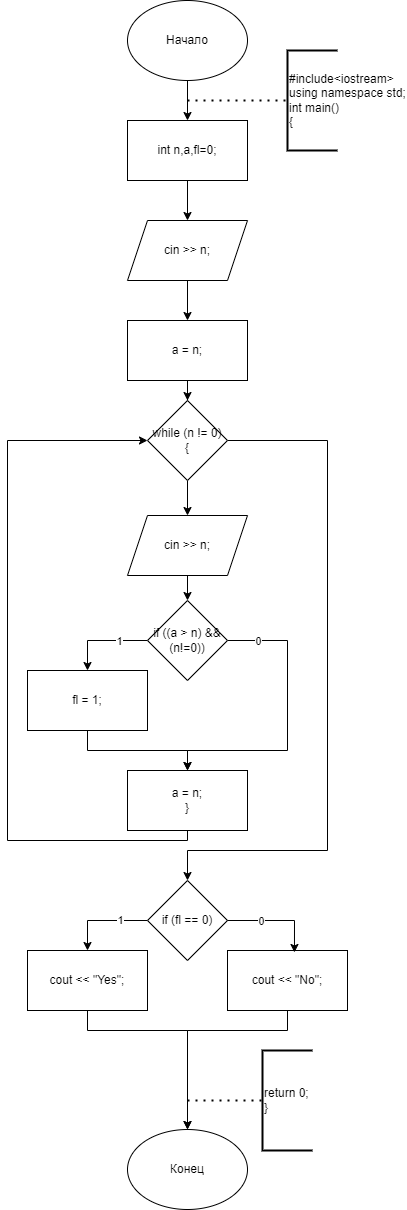 Начало
#include<iostream>
using namespace std;
int main()
{
int n,a,fl=0;
cin >> n;
a = n;
while (n != 0)
{
cin >> n;
if ((a > n) &&
(n!=0))
1
0
fl = 1;
a = n;
}
if (fl == 0)
1
0
cout << "Yes";
cout << "No";
return 0;
}
Конец